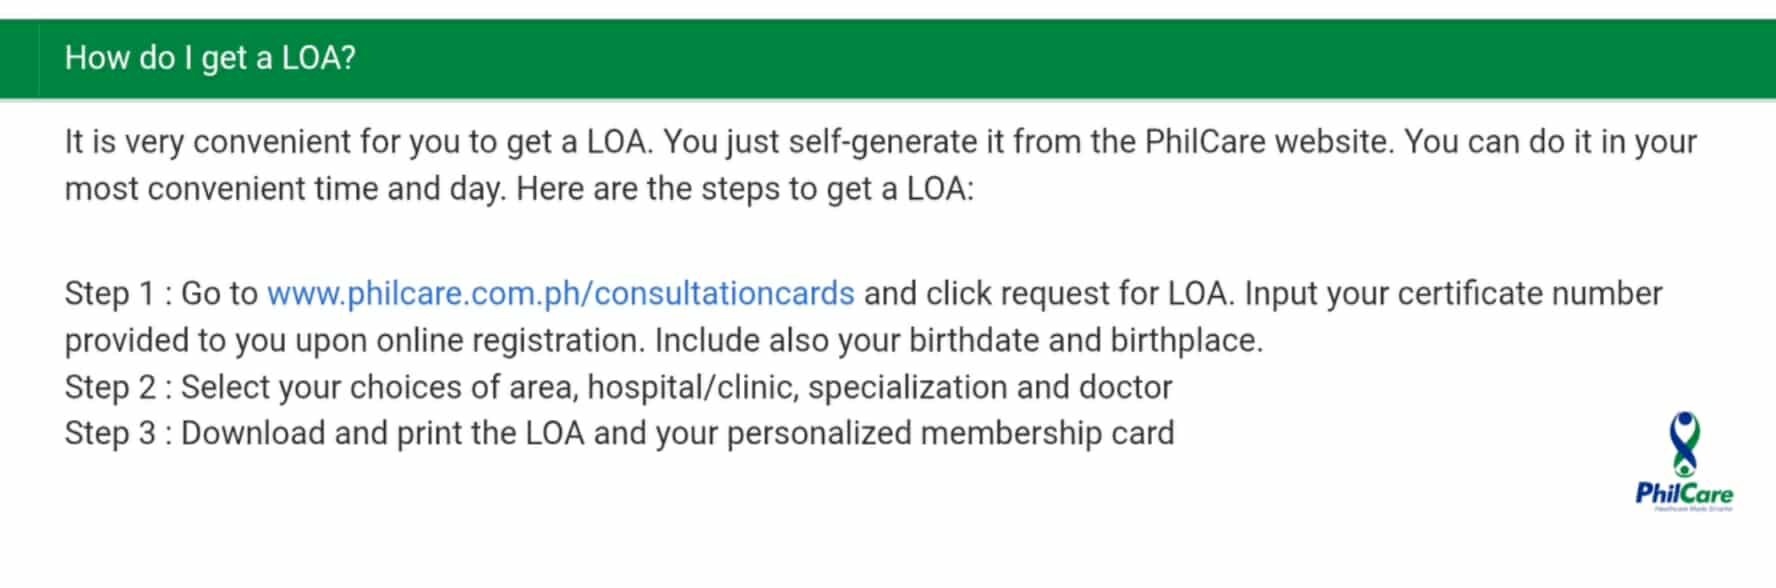 How do I get a LOA?
It is very convenient for you to get a LOA. You just self-generate it from the PhilCare website. You can do it in your
most convenient time and day. Here are the steps to get a LOA:
Step 1 : Go to www.philcare.com.ph/consultationcards and click request for LOA. Input your certificate number
provided to you upon online registration. Include also your birthdate and birthplace.
Step 2 : Select your choices of area, hospital/clinic, specialization and doctor
Step 3 : Download and print the LOA and your personalized membership card
PhilCare
Healthcare Made Smarter